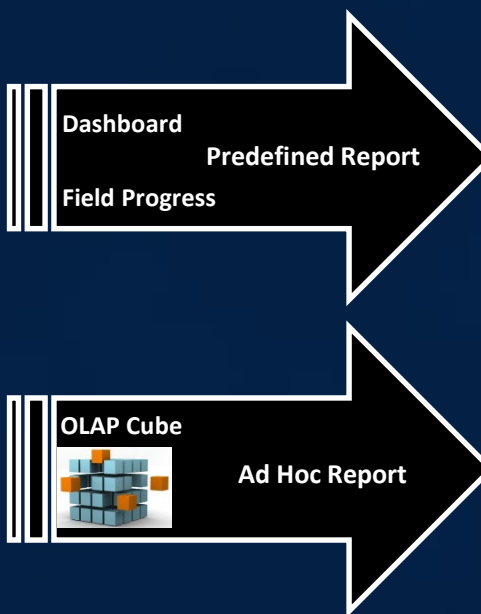 Dashboard
Predefined Report
Field Progress
OLAP Cube
Ad Hoc Report